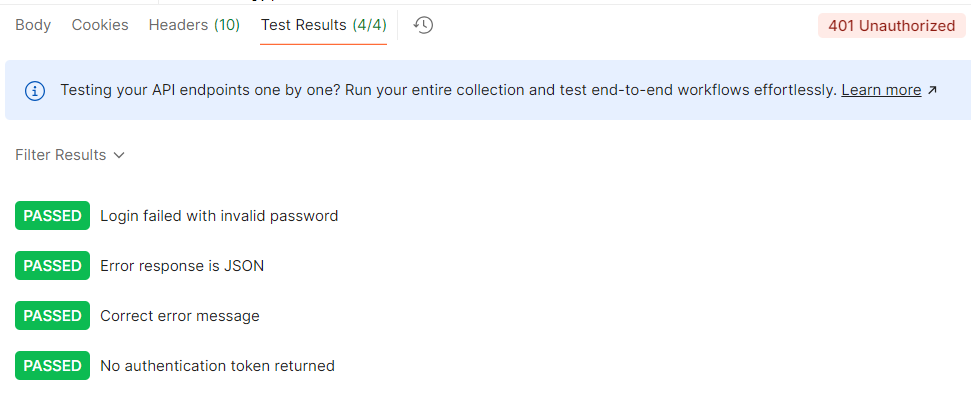 Body Cookies Headers (10) Test Results (4/4) 401 Unauthorized
Testing your API endpoints one by one? Run your entire collection and test end-to-end workflows effortlessly. Learn more ↗
Filter Results
PASSED Login failed with invalid password
PASSED Error response is JSON
PASSED Correct error message
PASSED No authentication token returned